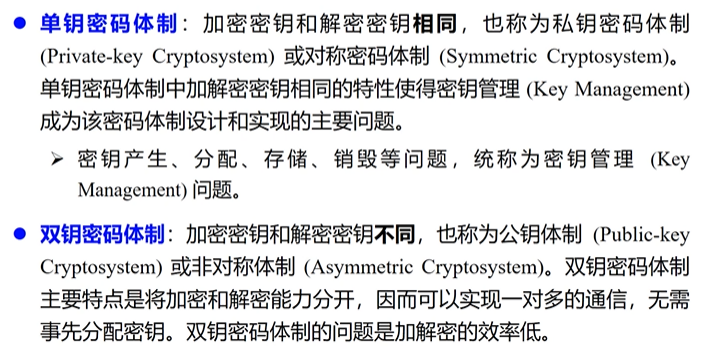 ● 单钥密码体制：加密密钥和解密密钥相同，也称为私钥密码体制
(Private-key Cryptosystem) 或对称密码体制 (Symmetric Cryptosystem)。
单钥密码体制中加解密密钥相同的特性使得密钥管理 (Key Management)
成为该密码体制设计和实现的主要问题。
➢ 密钥产生、分配、存储、销毁等问题，统称为密钥管理 (Key
Management) 问题。
● 双钥密码体制：加密密钥和解密密钥不同，也称为公钥体制 (Public-key
Cryptosystem) 或非对称体制 (Asymmetric Cryptosystem)。双钥密码体制
主要特点是将加密和解密能力分开，因而可以实现一对多的通信，无需
事先分配密钥。双钥密码体制的问题是加解密的效率低。